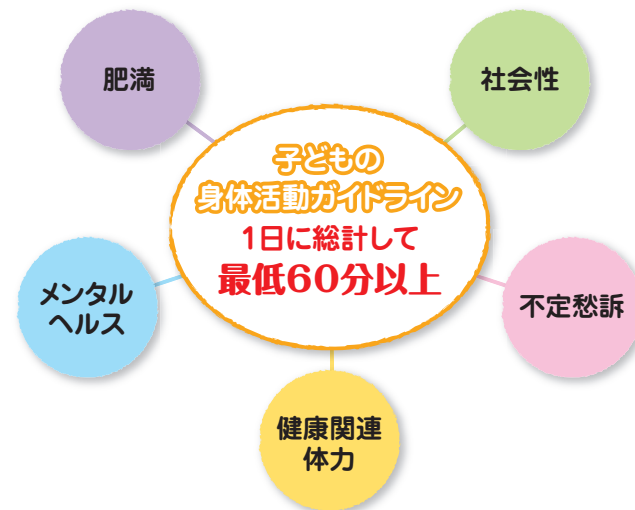 肥満
社会性
子どもの
身体活動ガイドライン
1日に総計して
最低60分以上
メンタル
ヘルス
不定愁訴
健康関連
体力